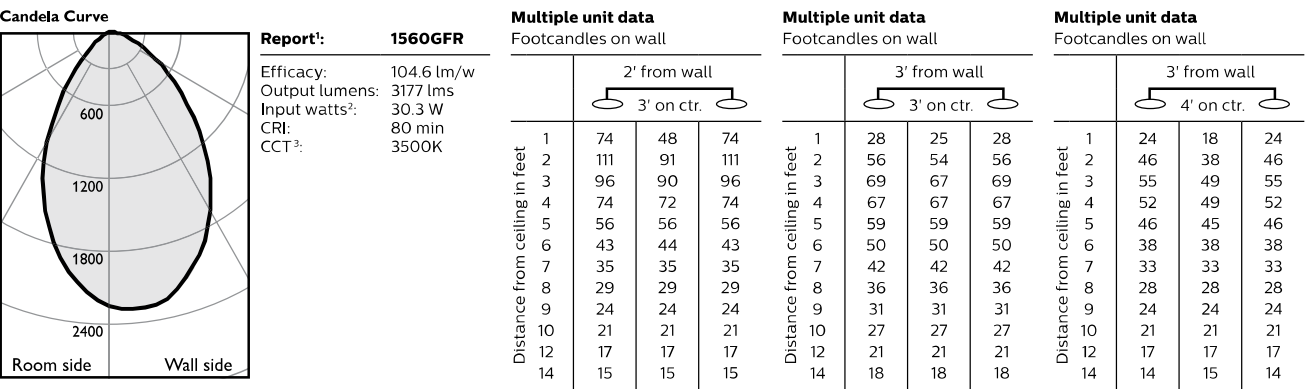 Candela Curve
600
1200
1800
2400
Room side Wall side
Report¹: 1560GFR
Efficacy: 104.6 lm/w
Output lumens: 3177 lms
Input watts²: 30.3 W
CRI: 80 min
CCT³: 3500K
Multiple unit data
Footcandles on wall
2' from wall
3' on ctr.
Distance from ceiling in feet
1 74 48 74
2 111 91 111
3 96 90 96
4 74 72 74
5 56 56 56
6 43 44 43
7 35 35 35
8 29 29 29
9 24 24 24
10 21 21 21
12 17 17 17
14 15 15 15
Multiple unit data
Footcandles on wall
3' from wall
3' on ctr.
Distance from ceiling in feet
1 28 25 28
2 56 54 56
3 69 67 69
4 67 67 67
5 59 59 59
6 50 50 50
7 42 42 42
8 36 36 36
9 31 31 31
10 27 27 27
12 21 21 21
14 18 18 18
Multiple unit data
Footcandles on wall
3' from wall
4' on ctr.
Distance from ceiling in feet
1 24 18 24
2 46 38 46
3 55 49 55
4 52 49 52
5 46 45 46
6 38 38 38
7 33 33 33
8 28 28 28
9 24 24 24
10 21 21 21
12 17 17 17
14 14 15 14